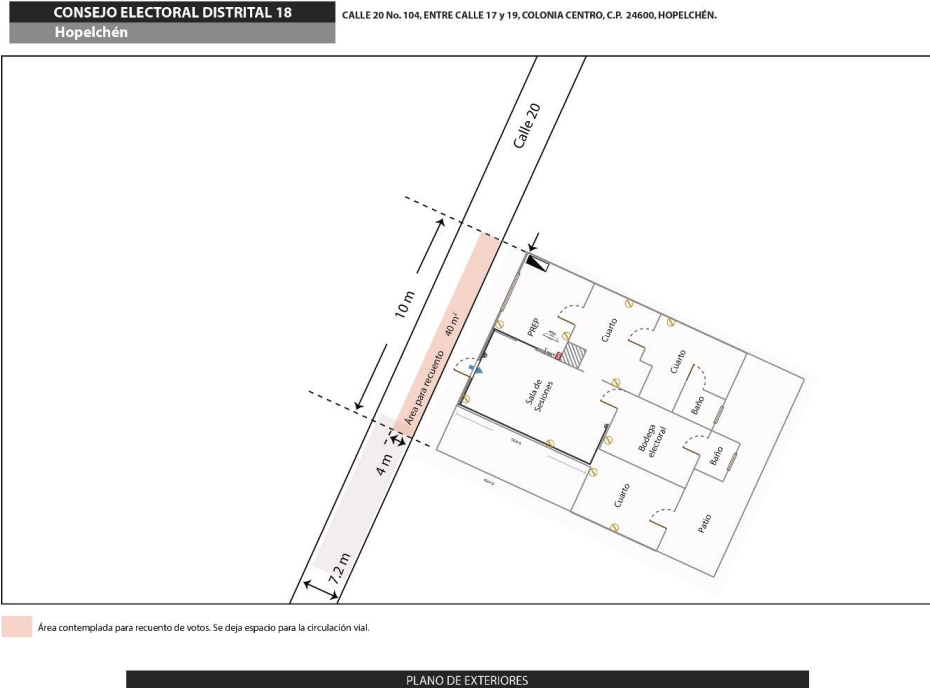 CONSEJO ELECTORAL DISTRITAL 18
Hopelchén
CALLE 20 No. 104, ENTRE CALLE 17 y 19, COLONIA CENTRO, C.P. 24600, HOPELCHÉN.
Calle 20
10 m
Área para recuento 40 m²
4 m
7.2 m
PREP
Cuarto
Cuarto
Baño
Sala de
Sesiones
Bodega
electoral
Baño
Cuarto
Patio
Área contemplada para recuento de votos. Se deja espacio para la circulación vial.
PLANO DE EXTERIORES